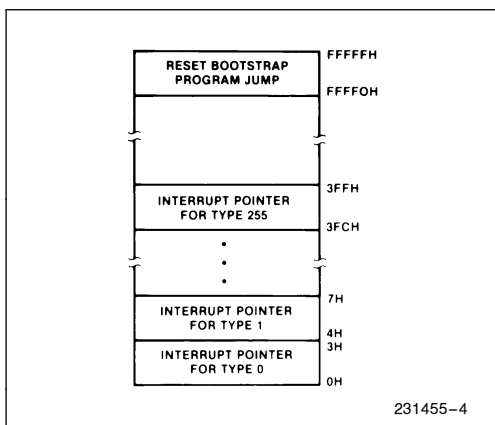 RESET BOOTSTRAP
PROGRAM JUMP
FFFFFH
FFFF0H
INTERRUPT POINTER
FOR TYPE 255
3FFH
3FCH
INTERRUPT POINTER
FOR TYPE 1
7H
4H
INTERRUPT POINTER
FOR TYPE 0
3H
0H
231455-4